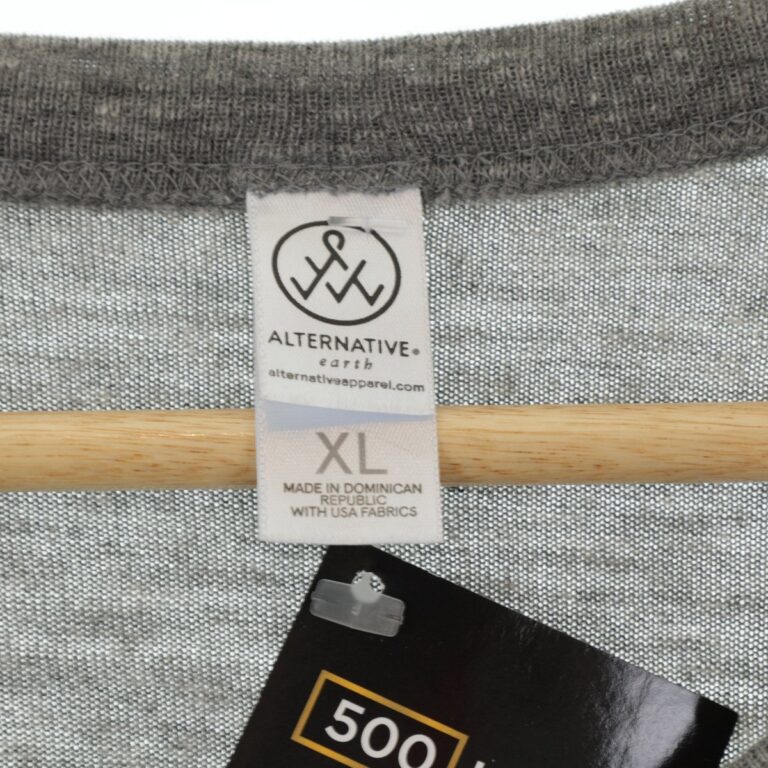 ALTERNATIVE®
earth
alternativeapparel.com
XL
MADE IN DOMINICAN
REPUBLIC
WITH USA FABRICS
500